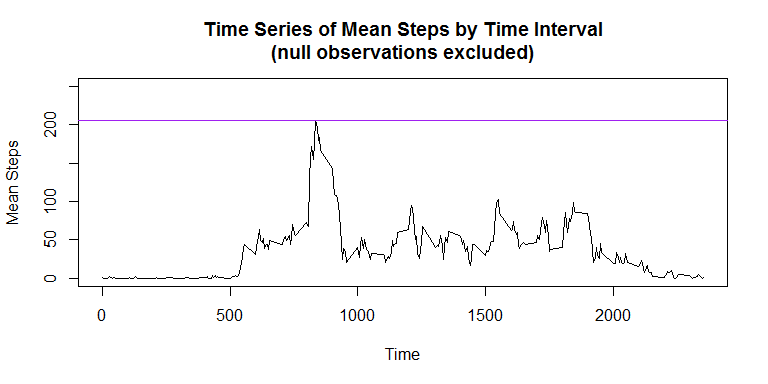 Time Series of Mean Steps by Time Interval
(null observations excluded)
Mean Steps
200
100
50
0
0
500
1000
1500
2000
Time